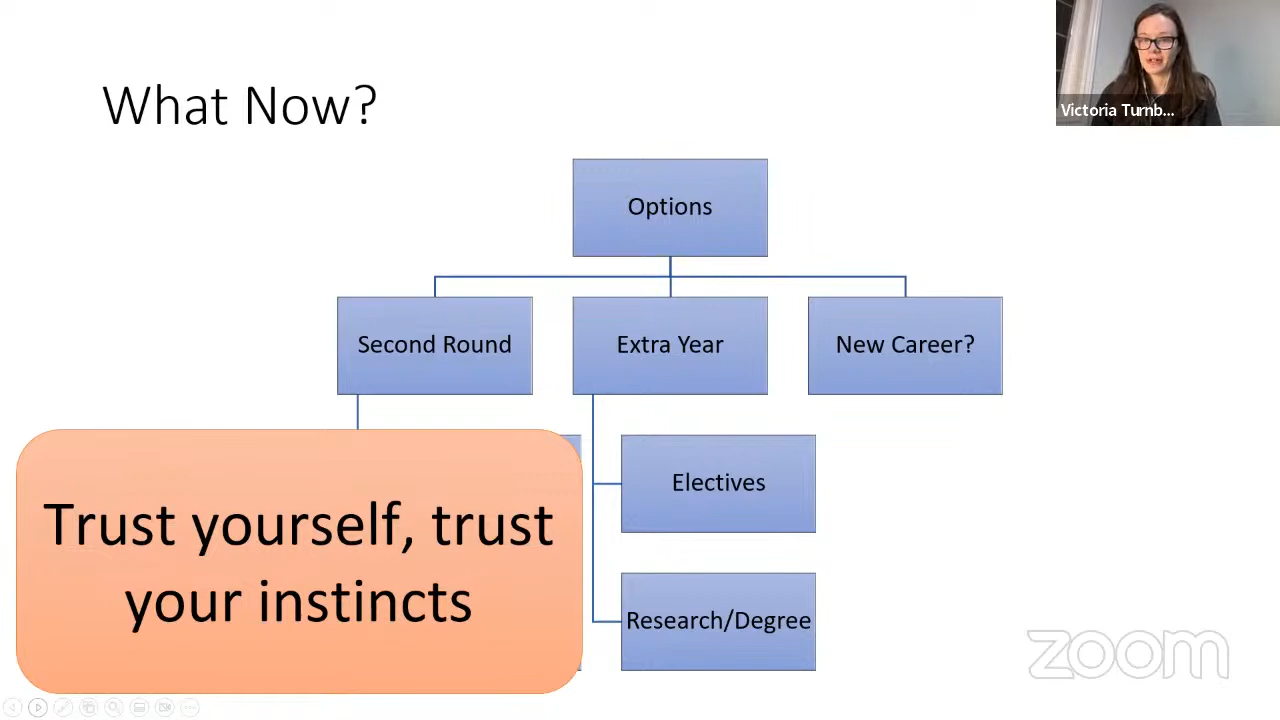 What Now?
Victoria Turnb...
Options
Second Round
Extra Year
New Career?
Electives
Research/Degree
Trust yourself, trust
your instincts
zoom